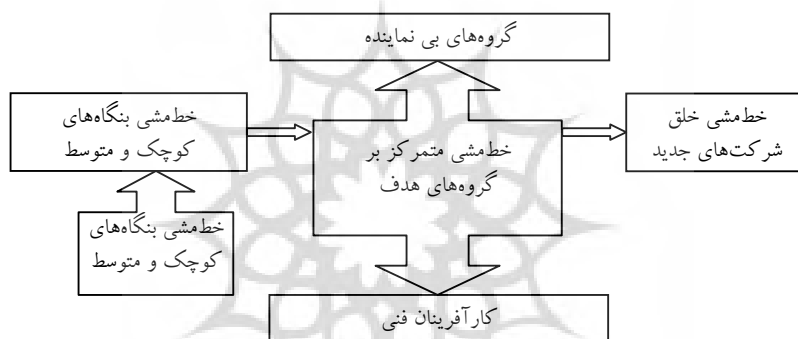 گروه‌های بی نماینده
خط‌مشی خلق
شرکت‌های جدید
خط‌مشی متمرکز بر
گروه‌های هدف
خط‌مشی بنگاه‌های
کوچک و متوسط
خط‌مشی بنگاه‌های
کوچک و متوسط
کارآفرینان فنی